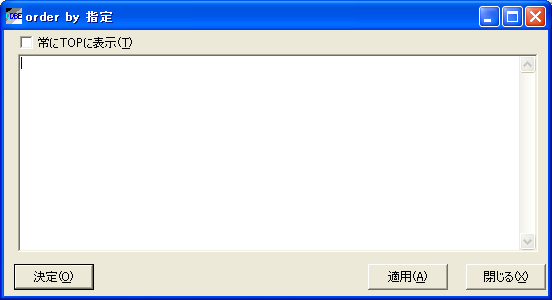 DBE order by 指定
常にTOPに表示(T)
決定(O) 適用(A) 閉じる(X)